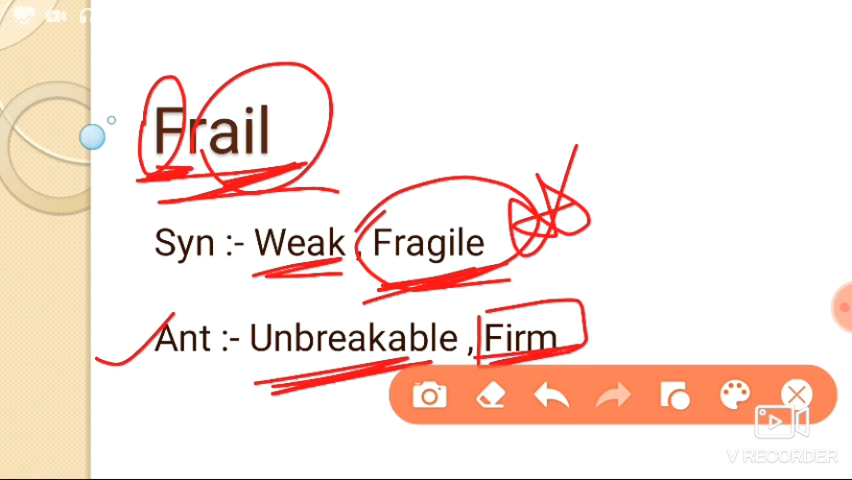 Frail
Syn :- Weak , Fragile
Ant :- Unbreakable , Firm
V RECORDER